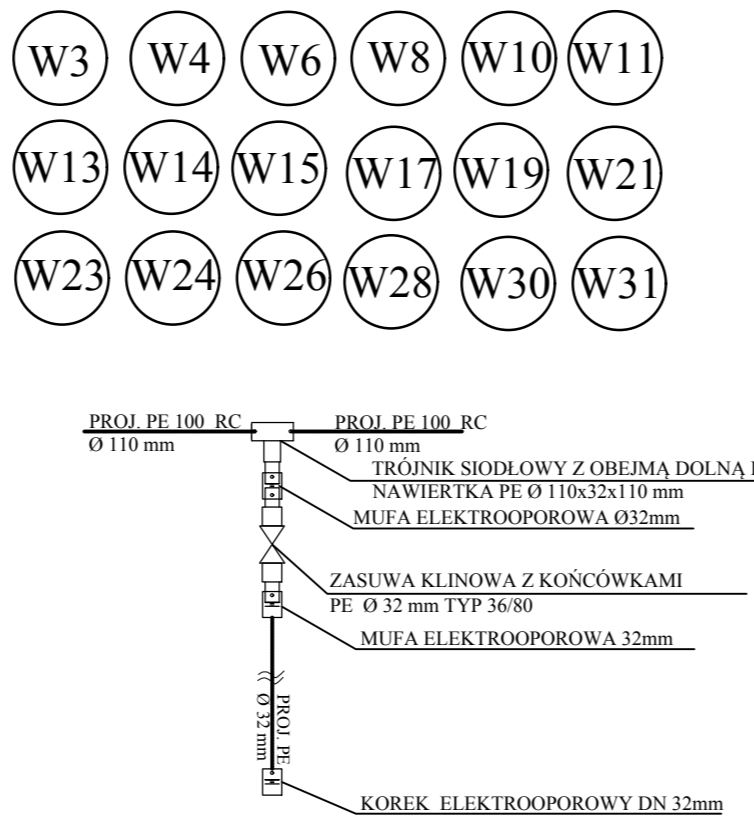 W3 W4 W6 W8 W10 W11
W13 W14 W15 W17 W19 W21
W23 W24 W26 W28 W30 W31
PROJ. PE 100 RC
Ø 110 mm
PROJ. PE 100 RC
Ø 110 mm
TRÓJNIK SIODŁOWY Z OBEJMĄ DOLNĄ
NAWIERTKA PE Ø 110x32x110 mm
MUFA ELEKTROOPOROWA Ø32mm
ZASUWA KLINOWA Z KOŃCÓWKAMI
PE Ø 32 mm TYP 36/80
MUFA ELEKTROOPOROWA 32mm
PROJ. PE
Ø 32 mm
KOREK ELEKTROOPOROWY DN 32mm